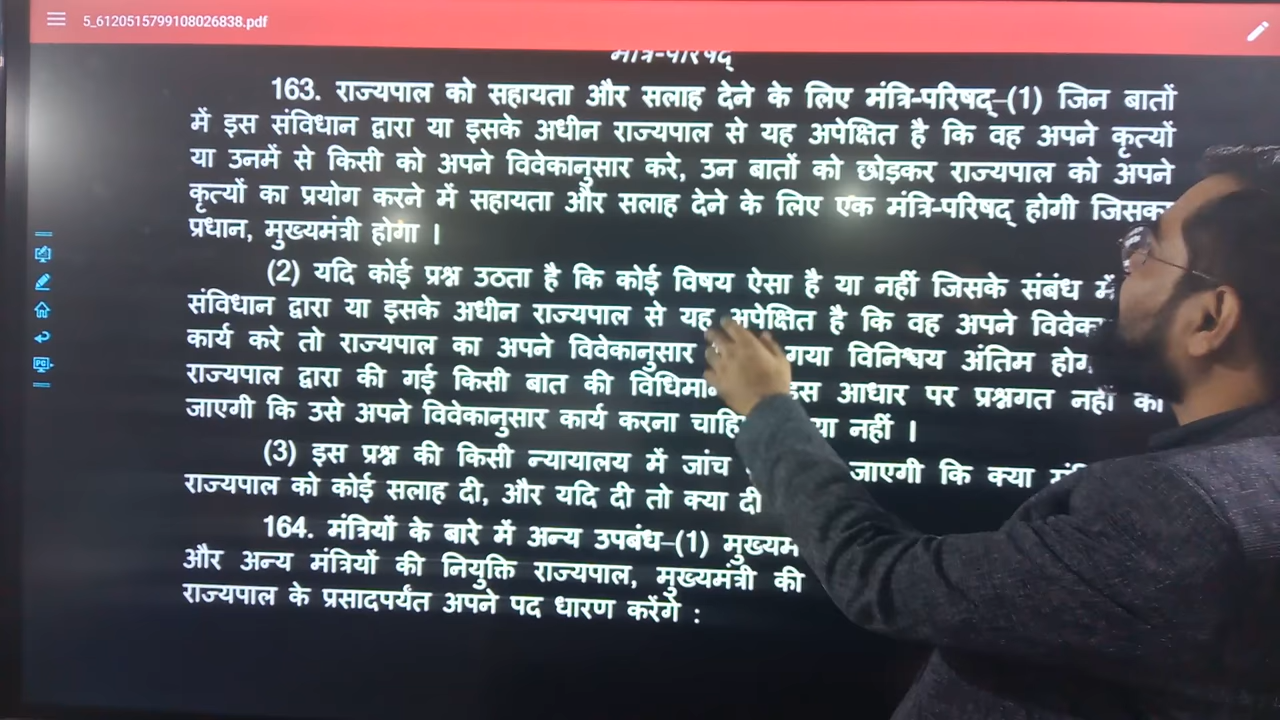 5_6120515799108026838.pdf
मंत्रि-परिषद्
163. राज्यपाल को सहायता और सलाह देने के लिए मंत्रि-परिषद्–(1) जिन बातों
में इस संविधान द्वारा या इसके अधीन राज्यपाल से यह अपेक्षित है कि वह अपने कृत्यों
या उनमें से किसी को अपने विवेकानुसार करे, उन बातों को छोड़कर राज्यपाल को अपने
कृत्यों का प्रयोग करने में सहायता और सलाह देने के लिए एक मंत्रि-परिषद् होगी जिसका
प्रधान, मुख्यमंत्री होगा ।
(2) यदि कोई प्रश्न उठता है कि कोई विषय ऐसा है या नहीं जिसके संबंध में
संविधान द्वारा या इसके अधीन राज्यपाल से यह अपेक्षित है कि वह अपने
कार्य करे तो राज्यपाल का अपने विवेकानुसार गया विनिश्चय अंतिम
राज्यपाल द्वारा की गई किसी बात की इस आधार पर प्रश्नगत नहीं की
जाएगी कि उसे अपने विवेकानुसार कार्य करना या नहीं ।
(3) इस प्रश्न की किसी न्यायालय में जांच जाएगी कि क्या
राज्यपाल को कोई सलाह दी, और यदि दी तो क्या दी
164. मंत्रियों के बारे में अन्य उपबंध–(1)
और अन्य मंत्रियों की नियुक्ति राज्यपाल, मुख्यमंत्री की
राज्यपाल के प्रसादपर्यंत अपने पद धारण करेंगे :
PC